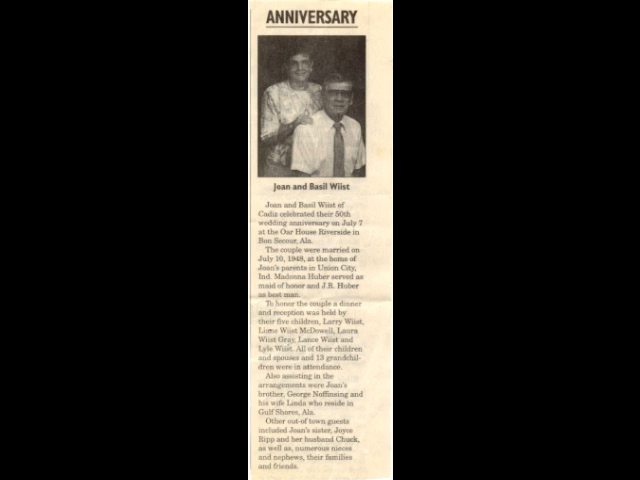 ANNIVERSARY
Joan and Basil Wiist
Joan and Basil Wiist of
Cadiz celebrated their 50th
wedding anniversary on July 7
at the Oar House Riverside in
Bon Secour, Ala.
The couple were married on
July 10, 1948, at the home of
Joan's parents in Union City,
Ind. Madonna Huber served as
maid of honor and J.R. Huber
as best man.
To honor the couple a dinner
and reception was held by
their five children, Larry Wiist,
Wiist McDowell, Laura
Wiist Gray, Lance Wiist and
Lyle Wiist. All of their children
and spouses and 13 grandchil-
dren were in attendance.
Also assisting in the
arrangements were Joan's
brother, George Noffinsing and
his wife Linda who reside in
Gulf Shores, Ala.
Other out of town guests
included Joan's sister, Joyce
Ripp and her husband Chuck,
as well as, numerous nieces
and nephews, their families
and friends.